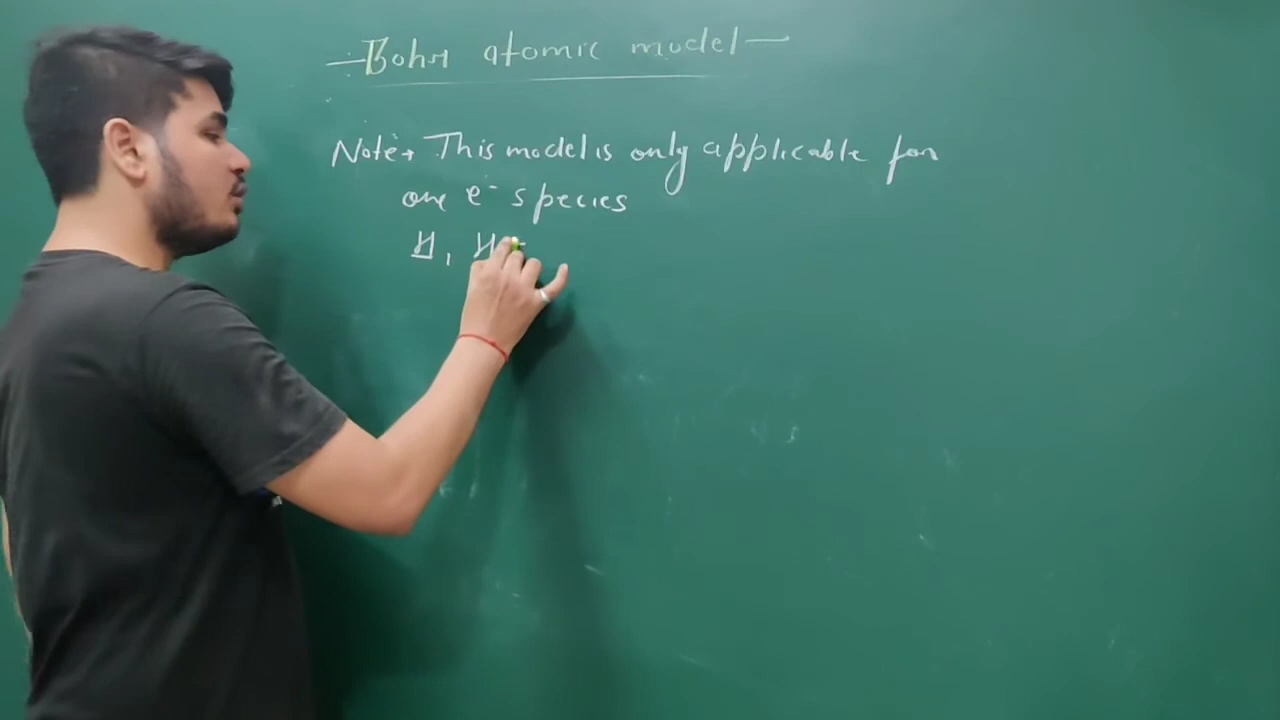 Bohr atomic model
Note→ This model is only applicable for
one e⁻ species
H, H